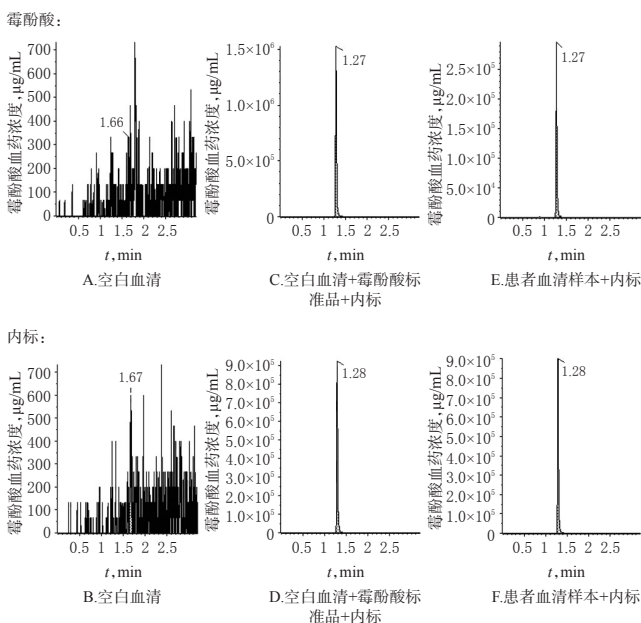 霉酚酸：
霉酚酸血药浓度，μg/mL
700
600
500
400
300
200
100
0
1.66
0.5 1 1.5 2 2.5
t，min
A.空白血清
霉酚酸血药浓度，μg/mL
1.5×10⁶
1.0×10⁶
5.0×10⁵
0
1.27
0.5 1 1.5 2 2.5
t，min
C.空白血清+霉酚酸标
准品+内标
霉酚酸血药浓度，μg/mL
2.5×10⁵
2.0×10⁵
1.5×10⁵
1.0×10⁵
5.0×10⁴
0
1.27
0.5 1 1.5 2 2.5
t，min
E.患者血清样本+内标
内标：
霉酚酸血药浓度，μg/mL
700
600
500
400
300
200
100
0
1.67
0.5 1 1.5 2 2.5
t，min
B.空白血清
霉酚酸血药浓度，μg/mL
9.0×10⁵
8.0×10⁵
7.0×10⁵
6.0×10⁵
5.0×10⁵
4.0×10⁵
3.0×10⁵
2.0×10⁵
1.0×10⁵
0
1.28
0.5 1 1.5 2 2.5
t，min
D.空白血清+霉酚酸标
准品+内标
霉酚酸血药浓度，μg/mL
9.0×10⁵
8.0×10⁵
7.0×10⁵
6.0×10⁵
5.0×10⁵
4.0×10⁵
3.0×10⁵
2.0×10⁵
1.0×10⁵
0
1.28
0.5 1 1.5 2 2.5
t，min
F.患者血清样本+内标